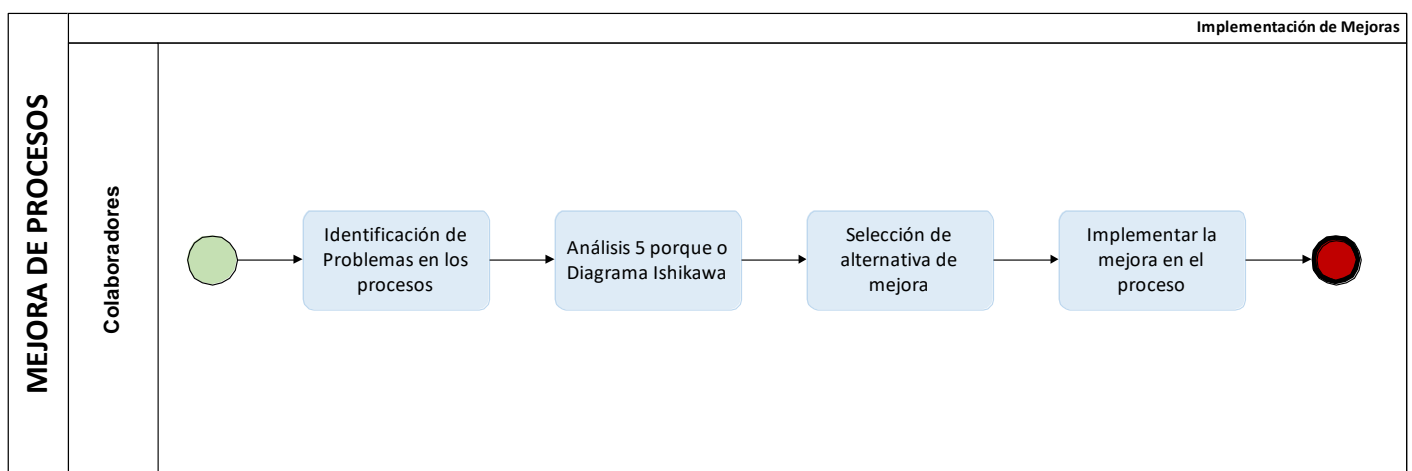 Implementación de Mejoras
MEJORA DE PROCESOS
Colaboradores
Identificación de
Problemas en los
procesos
Análisis 5 porque o
Diagrama Ishikawa
Selección de
alternativa de
mejora
Implementar la
mejora en el
proceso